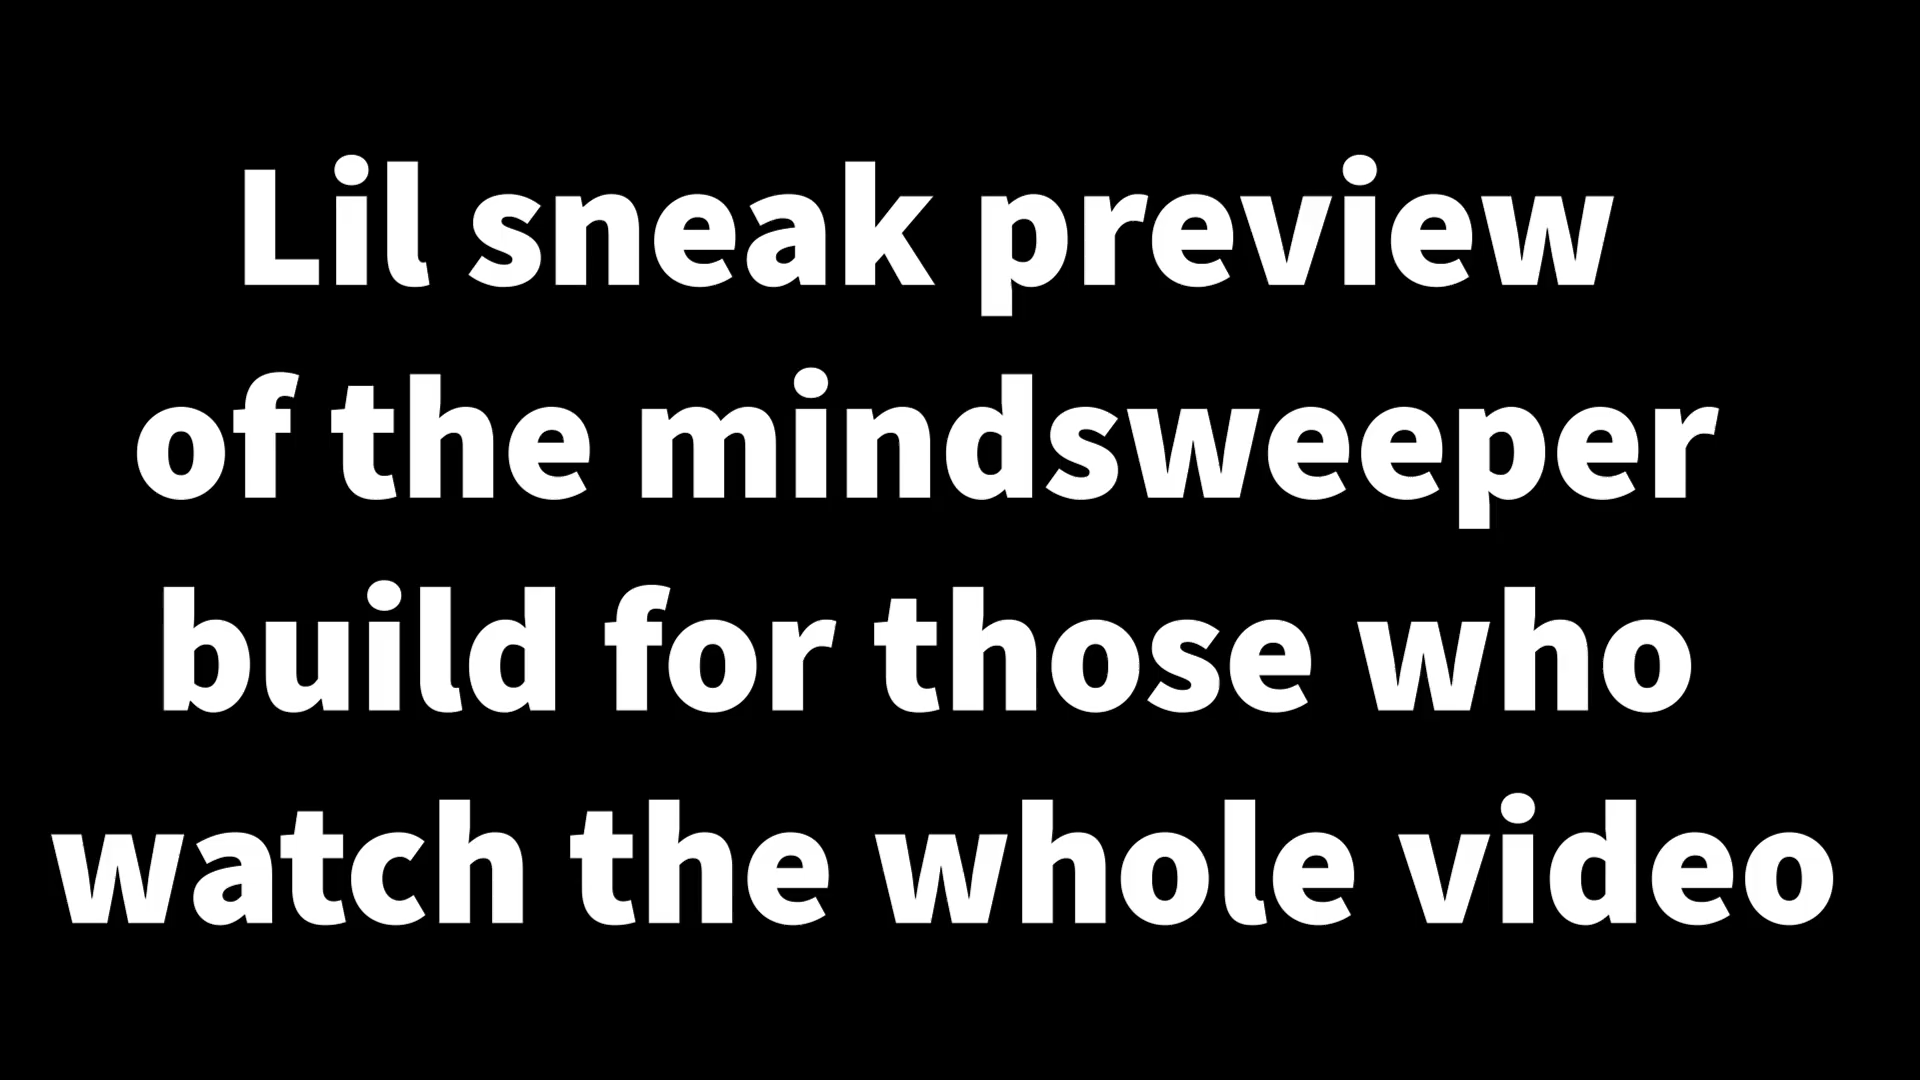 Lil sneak preview
of the mindsweeper
build for those who
watch the whole video